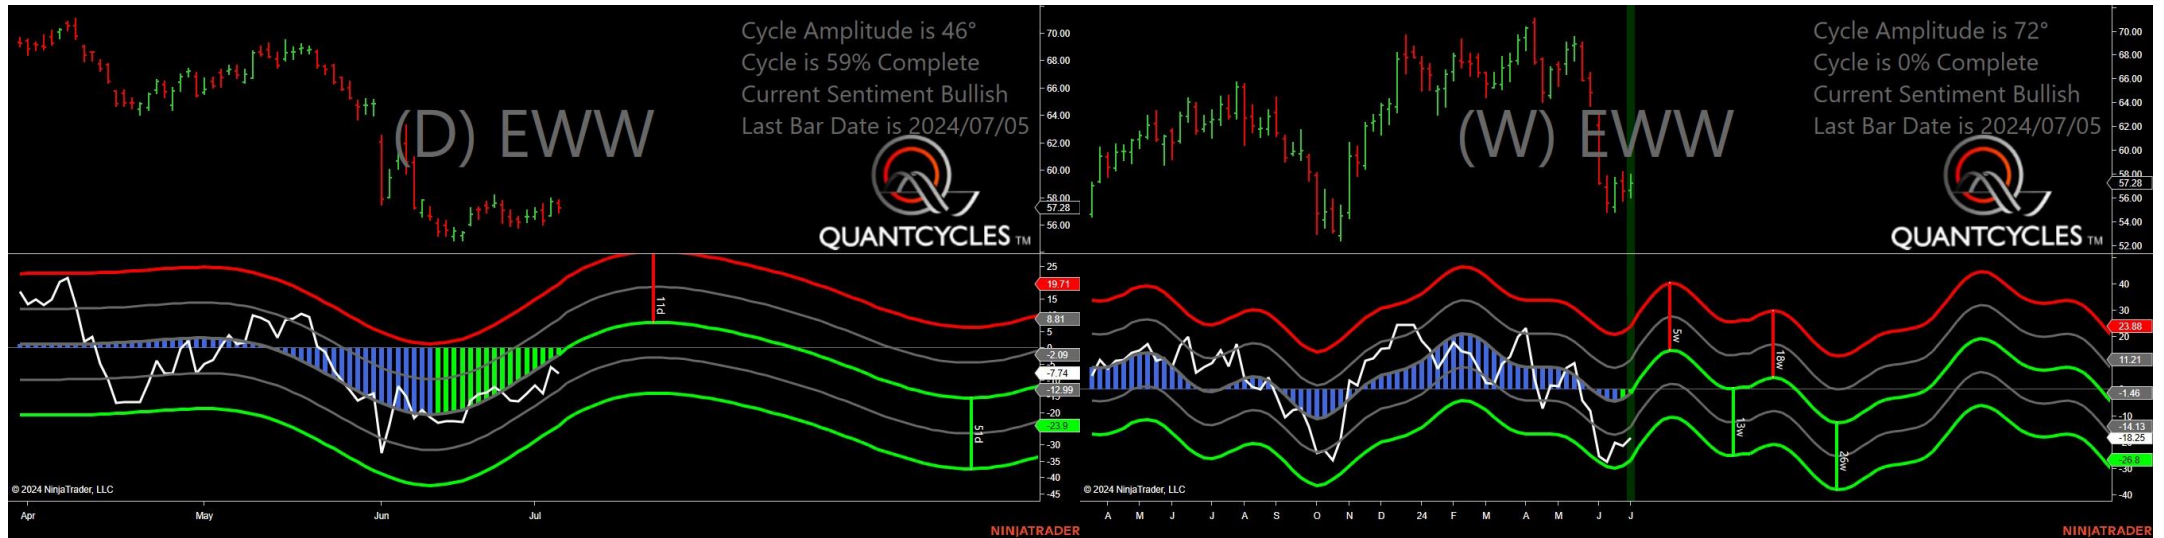 Cycle Amplitude is 46°
Cycle is 59% Complete
Current Sentiment Bullish
Last Bar Date is 2024/07/05
(D) EWW
QUANTCYCLES TM
70.00
68.00
66.00
64.00
62.00
60.00
58.00
57.28
56.00
25
19.71
15
8.81
5
0
-2.09
-7.74
-12.99
-15
-20
-23.9
-30
-35
-40
-45
11d
51d
© 2024 NinjaTrader, LLC
Apr May Jun Jul
NINJATRADER
Cycle Amplitude is 72°
Cycle is 0% Complete
Current Sentiment Bullish
Last Bar Date is 2024/07/05
(W) EWW
QUANTCYCLES TM
70.00
68.00
66.00
64.00
62.00
60.00
58.00
57.28
56.00
54.00
52.00
40
30
23.88
20
11.21
-1.46
-10
-14.13
-18.25
-26.8
-30
-40
5w
18w
13w
26w
© 2024 NinjaTrader, LLC
A M J J A S O N D 24 F M A M J J
NINJATRADER